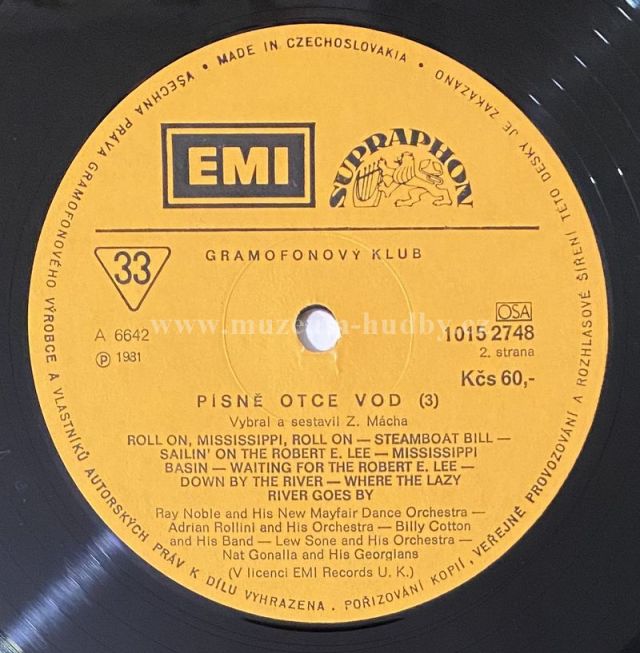 MADE IN CZECHOSLOVAKIA • VŠECHNA PRÁVA GRAMOFONOVÉHO VÝROBCE A VLASTNÍKŮ AUTORSKÝCH PRÁV K DÍLU VYHRAZENA. POŘIZOVÁNÍ KOPIÍ, VEŘEJNÉ PROVOZOVÁNÍ A ROZHLASOVÉ ŠÍŘENÍ TÉTO DESKY JE ZAKÁZÁNO •
EMI SUPRAPHON
33 GRAMOFONOVÝ KLUB
www.muzeum-hudby.cz
OSA
A 6642 1015 2748
℗ 1981 2. strana
Kčs 60,-
PÍSNĚ OTCE VOD (3)
Vybral a sestavil Z. Mácha
ROLL ON, MISSISSIPPI, ROLL ON — STEAMBOAT BILL —
SAILIN' ON THE ROBERT E. LEE — MISSISSIPPI
BASIN — WAITING FOR THE ROBERT E. LEE —
DOWN BY THE RIVER — WHERE THE LAZY
RIVER GOES BY
Ray Noble and His New Mayfair Dance Orchestra —
Adrian Rollini and His Orchestra — Billy Cotton
and His Band — Lew Sone and His Orchestra —
Nat Gonalla and His Georgians
(V licenci EMI Records U. K.)